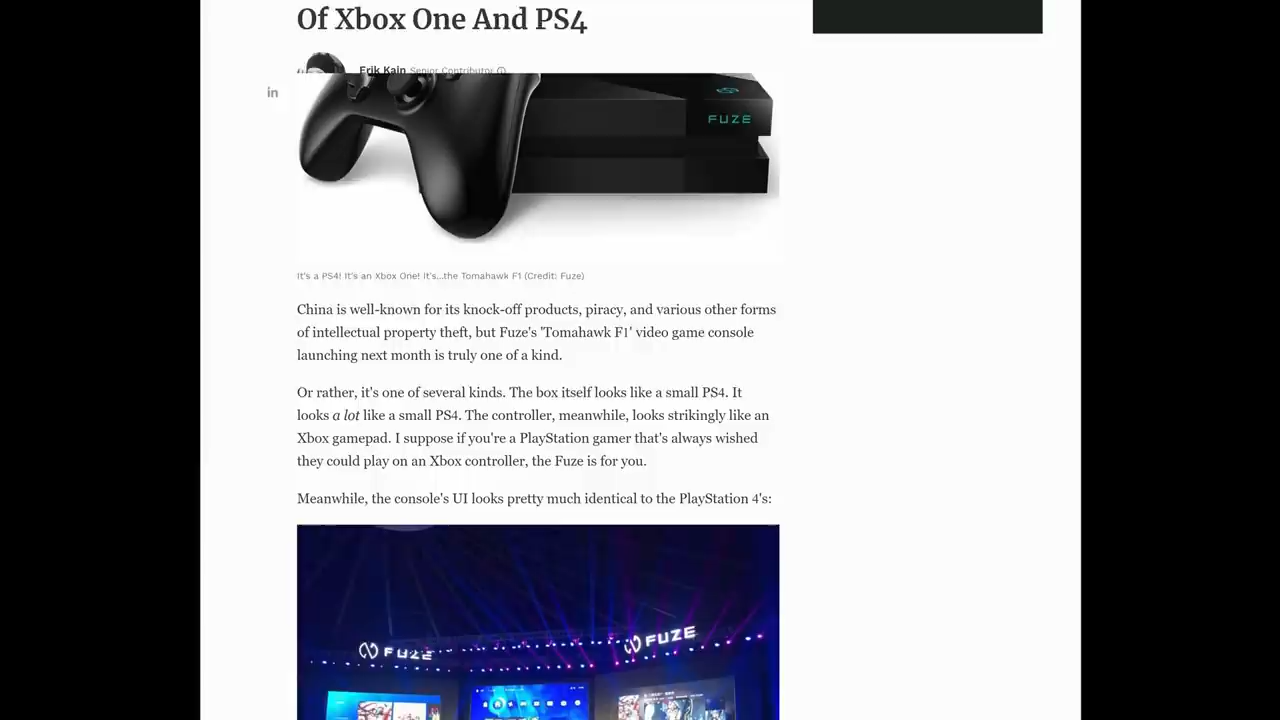 Of Xbox One And PS4
Erik Kain Senior Contributor
in
FUZE
It's a PS4! It's an Xbox One! It's...the Tomahawk F1 (Credit: Fuze)
China is well-known for its knock-off products, piracy, and various other forms
of intellectual property theft, but Fuze's 'Tomahawk F1' video game console
launching next month is truly one of a kind.
Or rather, it's one of several kinds. The box itself looks like a small PS4. It
looks a lot like a small PS4. The controller, meanwhile, looks strikingly like an
Xbox gamepad. I suppose if you're a PlayStation gamer that's always wished
they could play on an Xbox controller, the Fuze is for you.
Meanwhile, the console's UI looks pretty much identical to the PlayStation 4's:
FUZE
FUZE